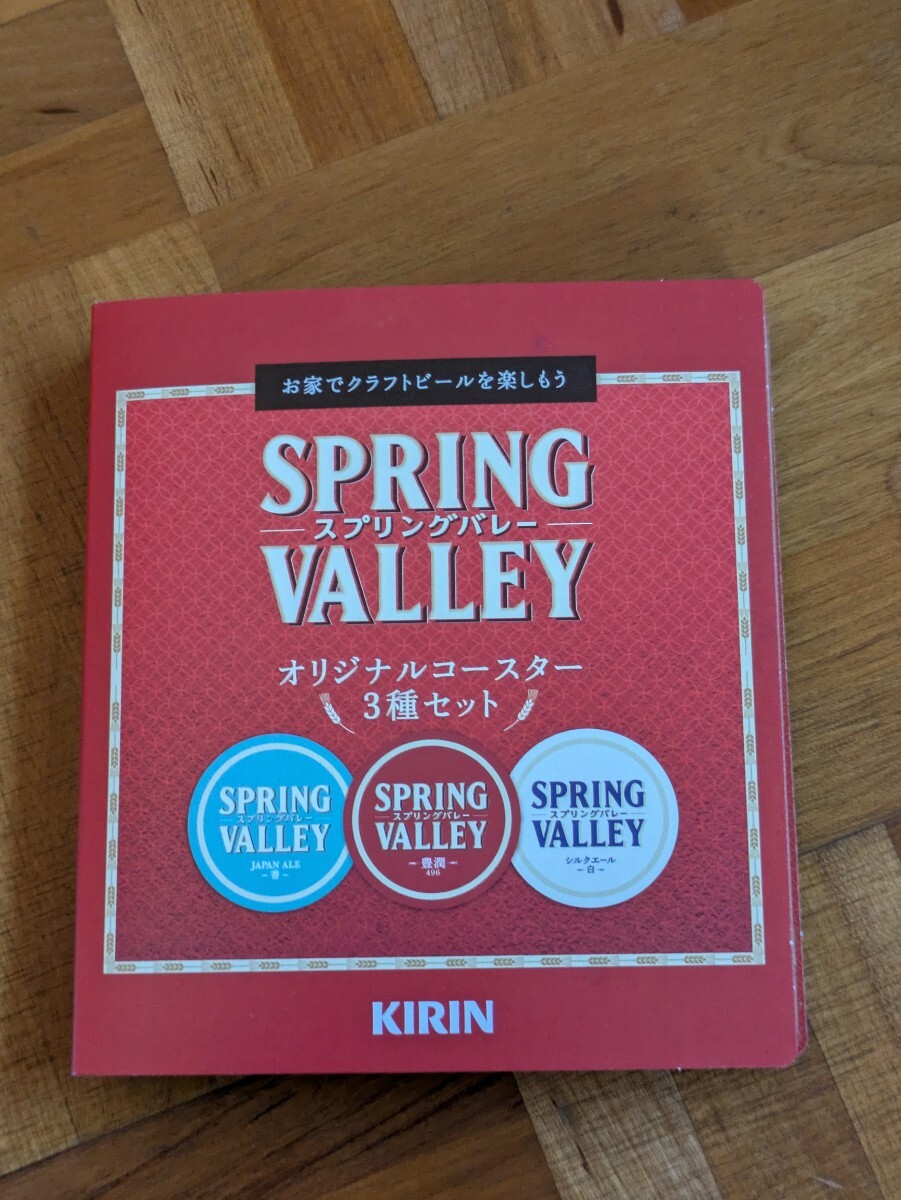 お家でクラフトビールを楽しもう
SPRING
スプリングバレー
VALLEY
オリジナルコースター
3種セット
SPRING
スプリングバレー
VALLEY
JAPAN ALE
香
SPRING
スプリングバレー
VALLEY
豊潤
496
SPRING
スプリングバレー
VALLEY
シルクエール
白
KIRIN